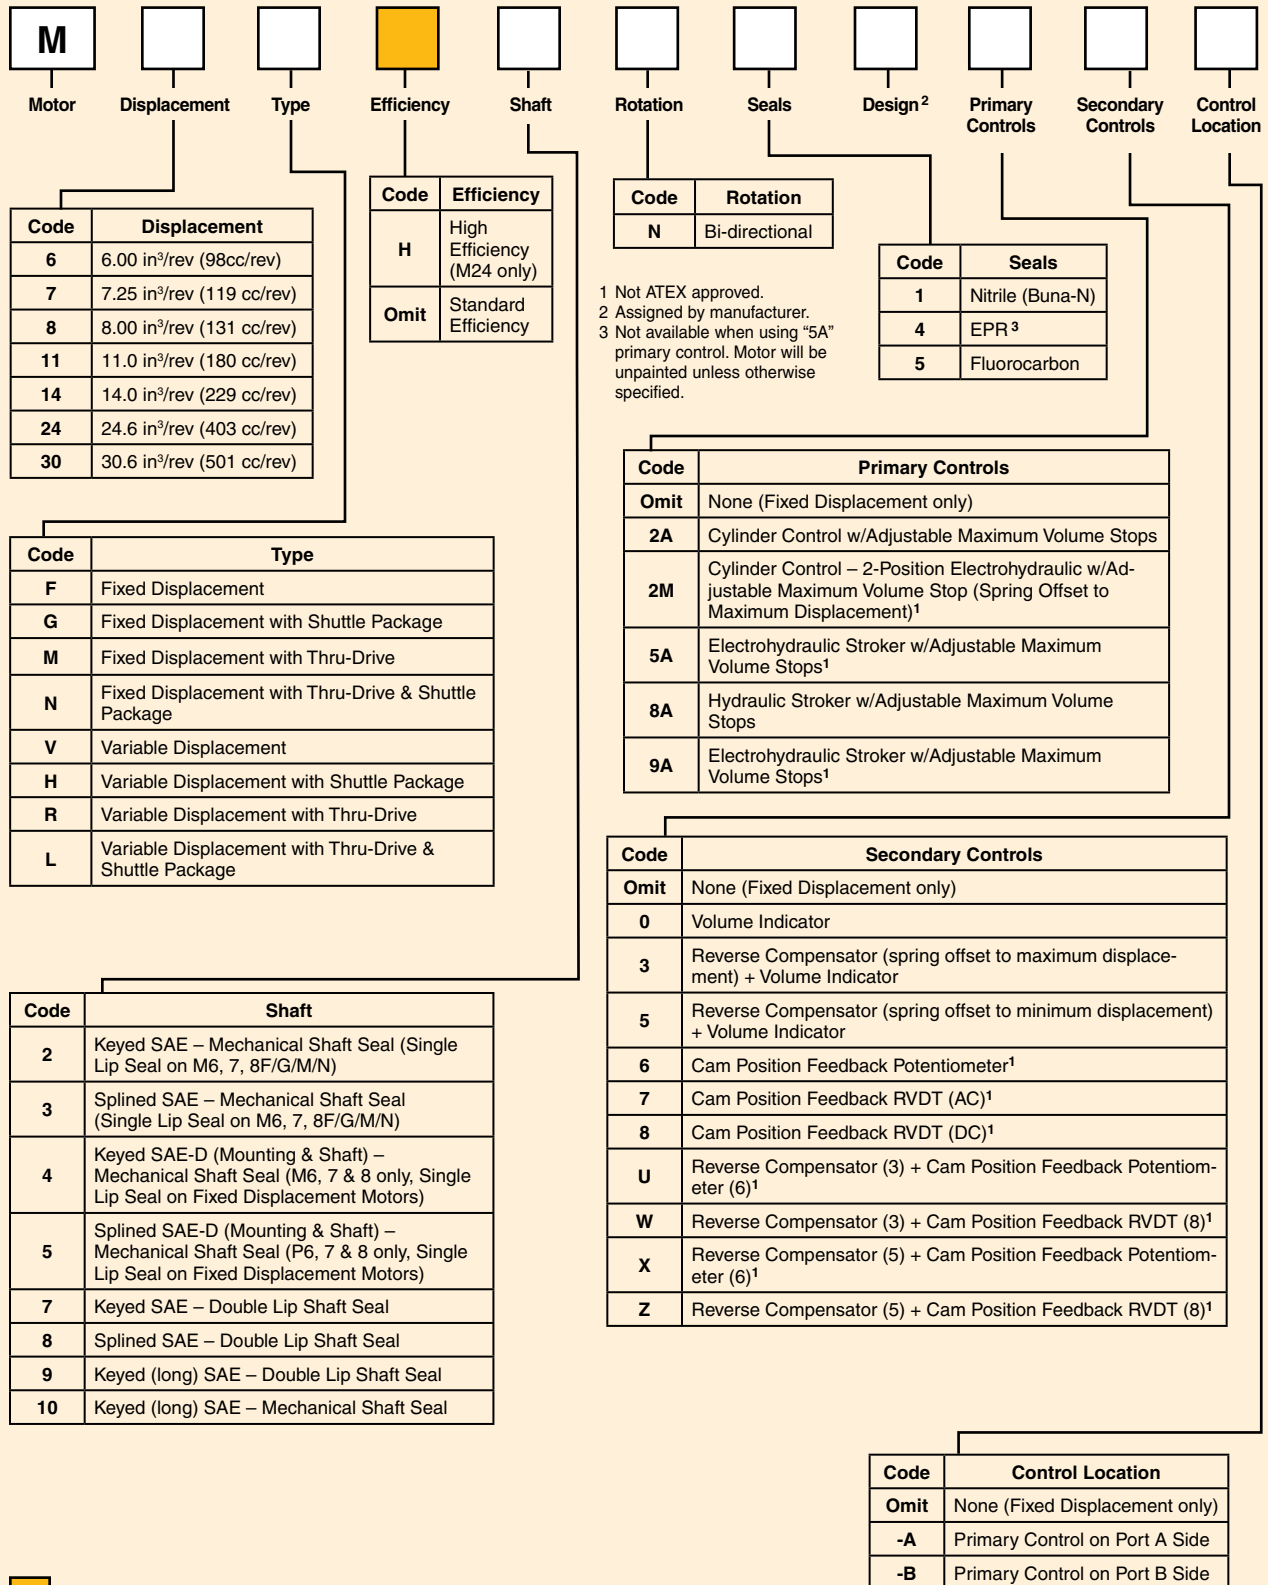 M
Motor
Displacement
Type
Efficiency
Shaft
Rotation
Seals
Design 2
Primary
Controls
Secondary
Controls
Control
Location
Code Displacement
6 6.00 in³/rev (98cc/rev)
7 7.25 in³/rev (119 cc/rev)
8 8.00 in³/rev (131 cc/rev)
11 11.0 in³/rev (180 cc/rev)
14 14.0 in³/rev (229 cc/rev)
24 24.6 in³/rev (403 cc/rev)
30 30.6 in³/rev (501 cc/rev)
Code Type
F Fixed Displacement
G Fixed Displacement with Shuttle Package
M Fixed Displacement with Thru-Drive
N Fixed Displacement with Thru-Drive & Shuttle
Package
V Variable Displacement
H Variable Displacement with Shuttle Package
R Variable Displacement with Thru-Drive
L Variable Displacement with Thru-Drive &
Shuttle Package
Code Efficiency
H High
Efficiency
(M24 only)
Omit Standard
Efficiency
Code Shaft
2 Keyed SAE – Mechanical Shaft Seal (Single
Lip Seal on M6, 7, 8F/G/M/N)
3 Splined SAE – Mechanical Shaft Seal
(Single Lip Seal on M6, 7, 8F/G/M/N)
4 Keyed SAE-D (Mounting & Shaft) –
Mechanical Shaft Seal (M6, 7 & 8 only, Single
Lip Seal on Fixed Displacement Motors)
5 Splined SAE-D (Mounting & Shaft) –
Mechanical Shaft Seal (P6, 7 & 8 only, Single
Lip Seal on Fixed Displacement Motors)
7 Keyed SAE – Double Lip Shaft Seal
8 Splined SAE – Double Lip Shaft Seal
9 Keyed (long) SAE – Double Lip Shaft Seal
10 Keyed (long) SAE – Mechanical Shaft Seal
Code Rotation
N Bi-directional
1 Not ATEX approved.
2 Assigned by manufacturer.
3 Not available when using “5A”
primary control. Motor will be
unpainted unless otherwise
specified.
Code Seals
1 Nitrile (Buna-N)
4 EPR 3
5 Fluorocarbon
Code Primary Controls
Omit None (Fixed Displacement only)
2A Cylinder Control w/Adjustable Maximum Volume Stops
2M Cylinder Control – 2-Position Electrohydraulic w/Ad-
justable Maximum Volume Stop (Spring Offset to
Maximum Displacement)1
5A Electrohydraulic Stroker w/Adjustable Maximum
Volume Stops1
8A Hydraulic Stroker w/Adjustable Maximum Volume
Stops
9A Electrohydraulic Stroker w/Adjustable Maximum
Volume Stops1
Code Secondary Controls
Omit None (Fixed Displacement only)
0 Volume Indicator
3 Reverse Compensator (spring offset to maximum displace-
ment) + Volume Indicator
5 Reverse Compensator (spring offset to minimum displacement)
+ Volume Indicator
6 Cam Position Feedback Potentiometer1
7 Cam Position Feedback RVDT (AC)1
8 Cam Position Feedback RVDT (DC)1
U Reverse Compensator (3) + Cam Position Feedback Potentiom-
eter (6)1
W Reverse Compensator (3) + Cam Position Feedback RVDT (8)1
X Reverse Compensator (5) + Cam Position Feedback Potentiom-
eter (6)1
Z Reverse Compensator (5) + Cam Position Feedback RVDT (8)1
Code Control Location
Omit None (Fixed Displacement only)
-A Primary Control on Port A Side
-B Primary Control on Port B Side